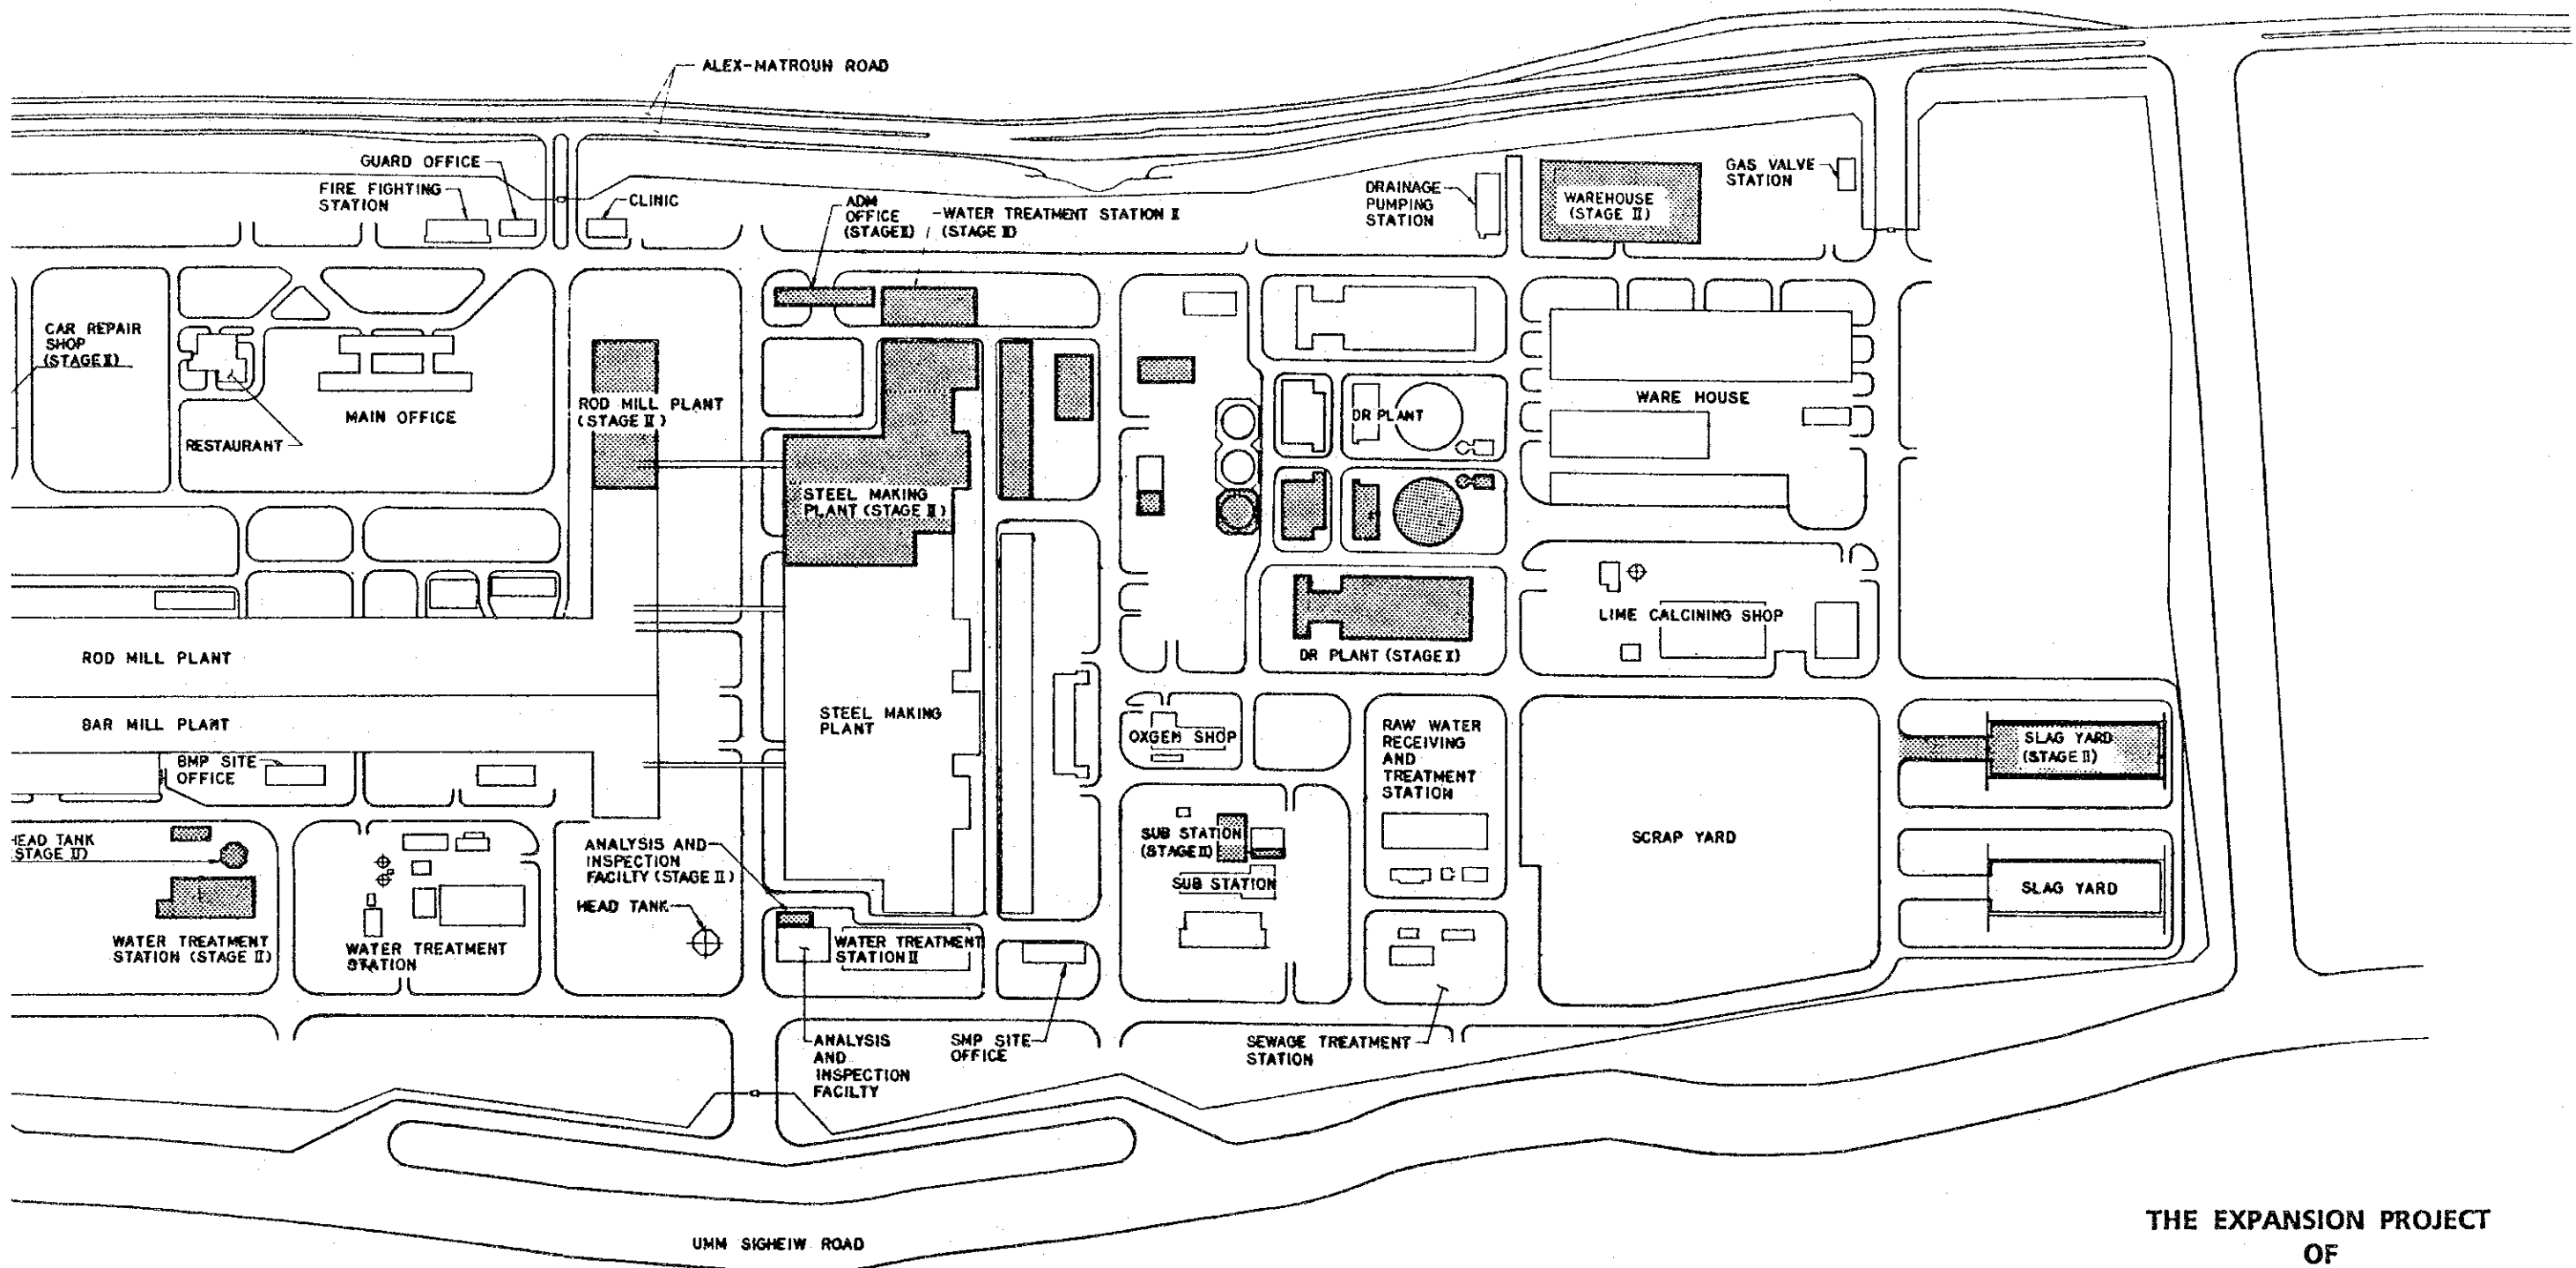 ALEX-MATROUH ROAD
GUARD OFFICE
FIRE FIGHTING
STATION
CLINIC
ADM
OFFICE
(STAGE II)
WATER TREATMENT STATION II
(STAGE II)
DRAINAGE
PUMPING
STATION
WAREHOUSE
(STAGE II)
GAS VALVE
STATION
CAR REPAIR
SHOP
(STAGE II)
RESTAURANT
MAIN OFFICE
ROD MILL PLANT
(STAGE II)
STEEL MAKING
PLANT (STAGE II)
DR PLANT
WARE HOUSE
DR PLANT (STAGE II)
LIME CALCINING SHOP
ROD MILL PLANT
BAR MILL PLANT
BMP SITE
OFFICE
STEEL MAKING
PLANT
OXGEN SHOP
RAW WATER
RECEIVING
AND
TREATMENT
STATION
SLAG YARD
(STAGE II)
HEAD TANK
(STAGE II)
ANALYSIS AND
INSPECTION
FACILTY (STAGE II)
HEAD TANK
SUB STATION
(STAGE II)
SUB STATION
SCRAP YARD
SLAG YARD
WATER TREATMENT
STATION (STAGE II)
WATER TREATMENT
STATION
WATER TREATMENT
STATION II
ANALYSIS
AND
INSPECTION
FACILTY
SMP SITE
OFFICE
SEWAGE TREATMENT
STATION
UMM SIGHEIW ROAD
THE EXPANSION PROJECT
OF